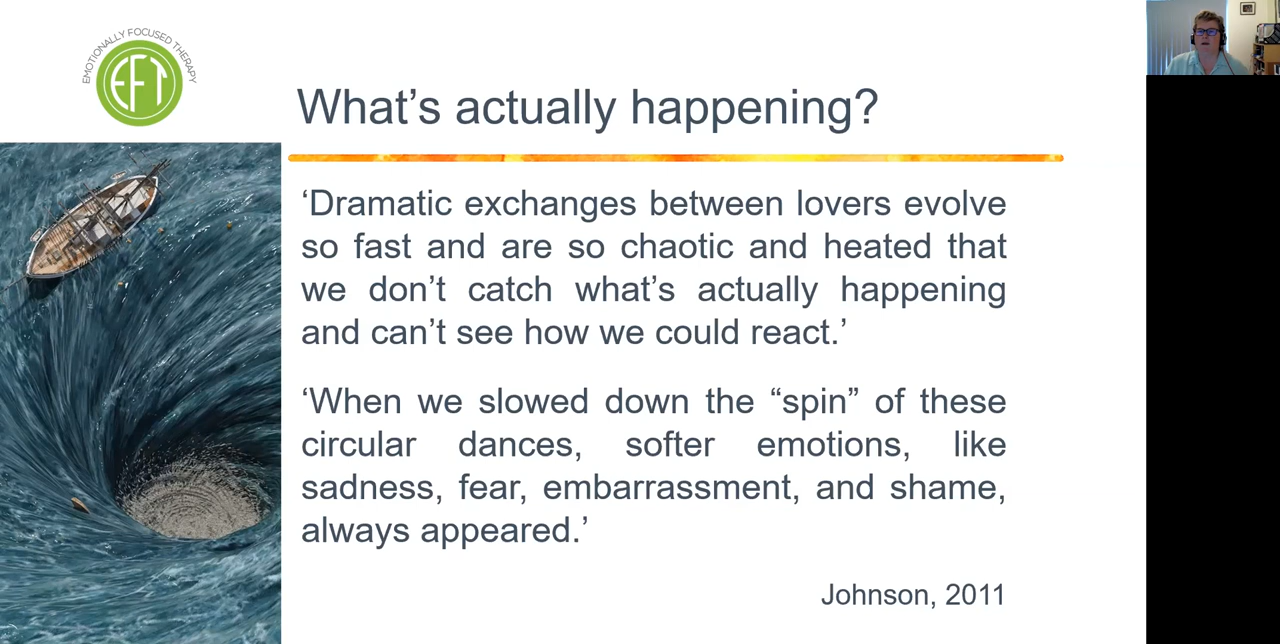 EMOTIONALLY FOCUSED THERAPY
EFT
What’s actually happening?
‘Dramatic exchanges between lovers evolve
so fast and are so chaotic and heated that
we don’t catch what’s actually happening
and can’t see how we could react.’
‘When we slowed down the “spin” of these
circular dances, softer emotions, like
sadness, fear, embarrassment, and shame,
always appeared.’
Johnson, 2011